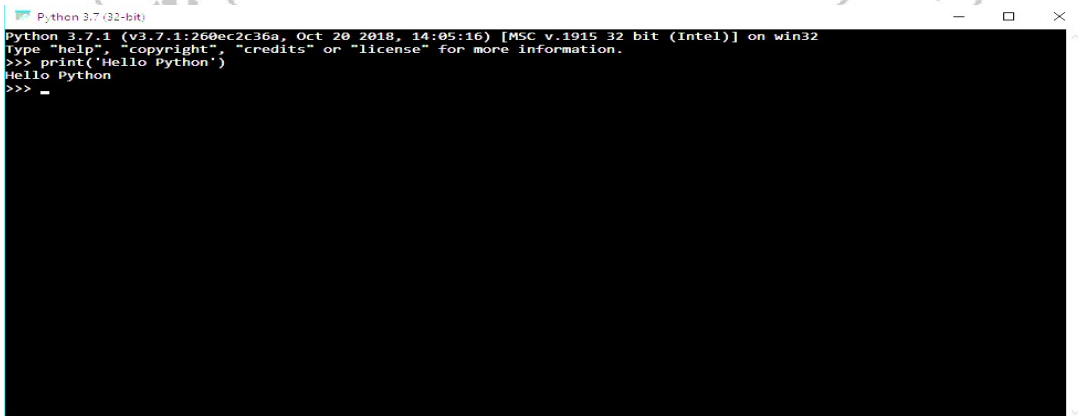 Python 3.7 (32-bit)
Python 3.7.1 (v3.7.1:260ec2c36a, Oct 20 2018, 14:05:16) [MSC v.1915 32 bit (Intel)] on win32
Type "help", "copyright", "credits" or "license" for more information.
>>> print('Hello Python')
Hello Python
>>> _